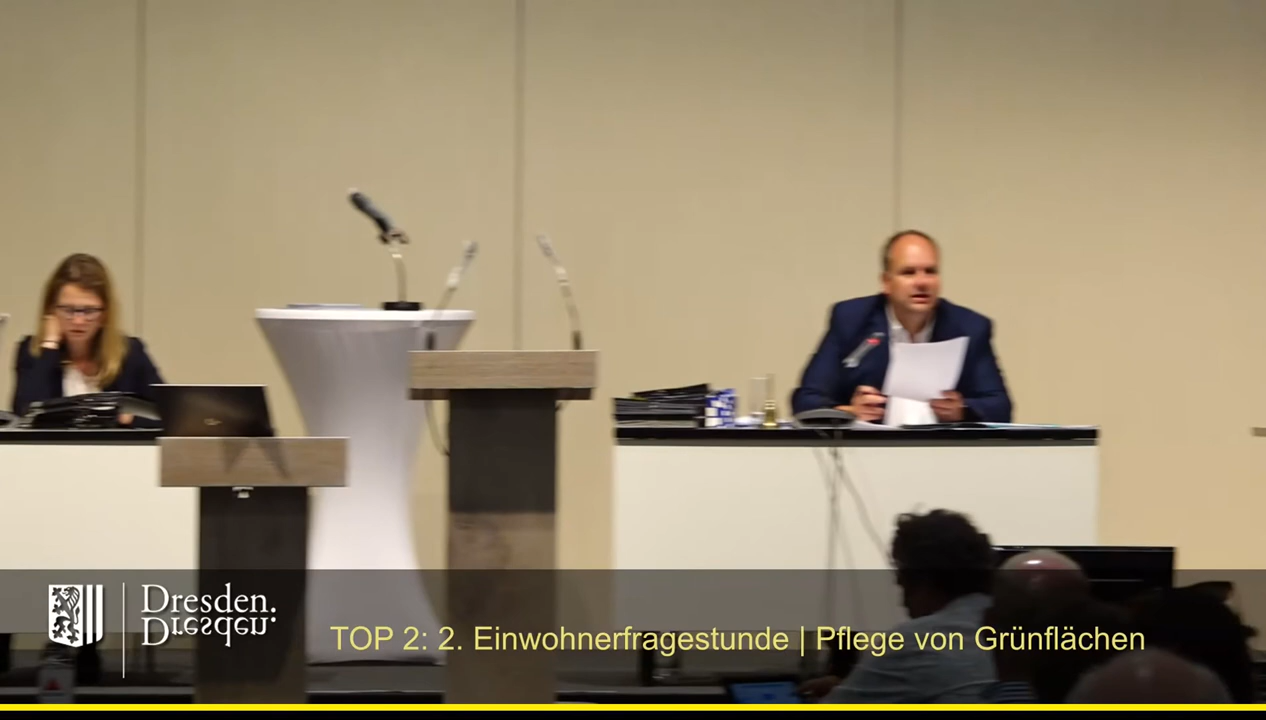 Dresden.
Dresden.
TOP 2: 2. Einwohnerfragestunde | Pflege von Grünflächen